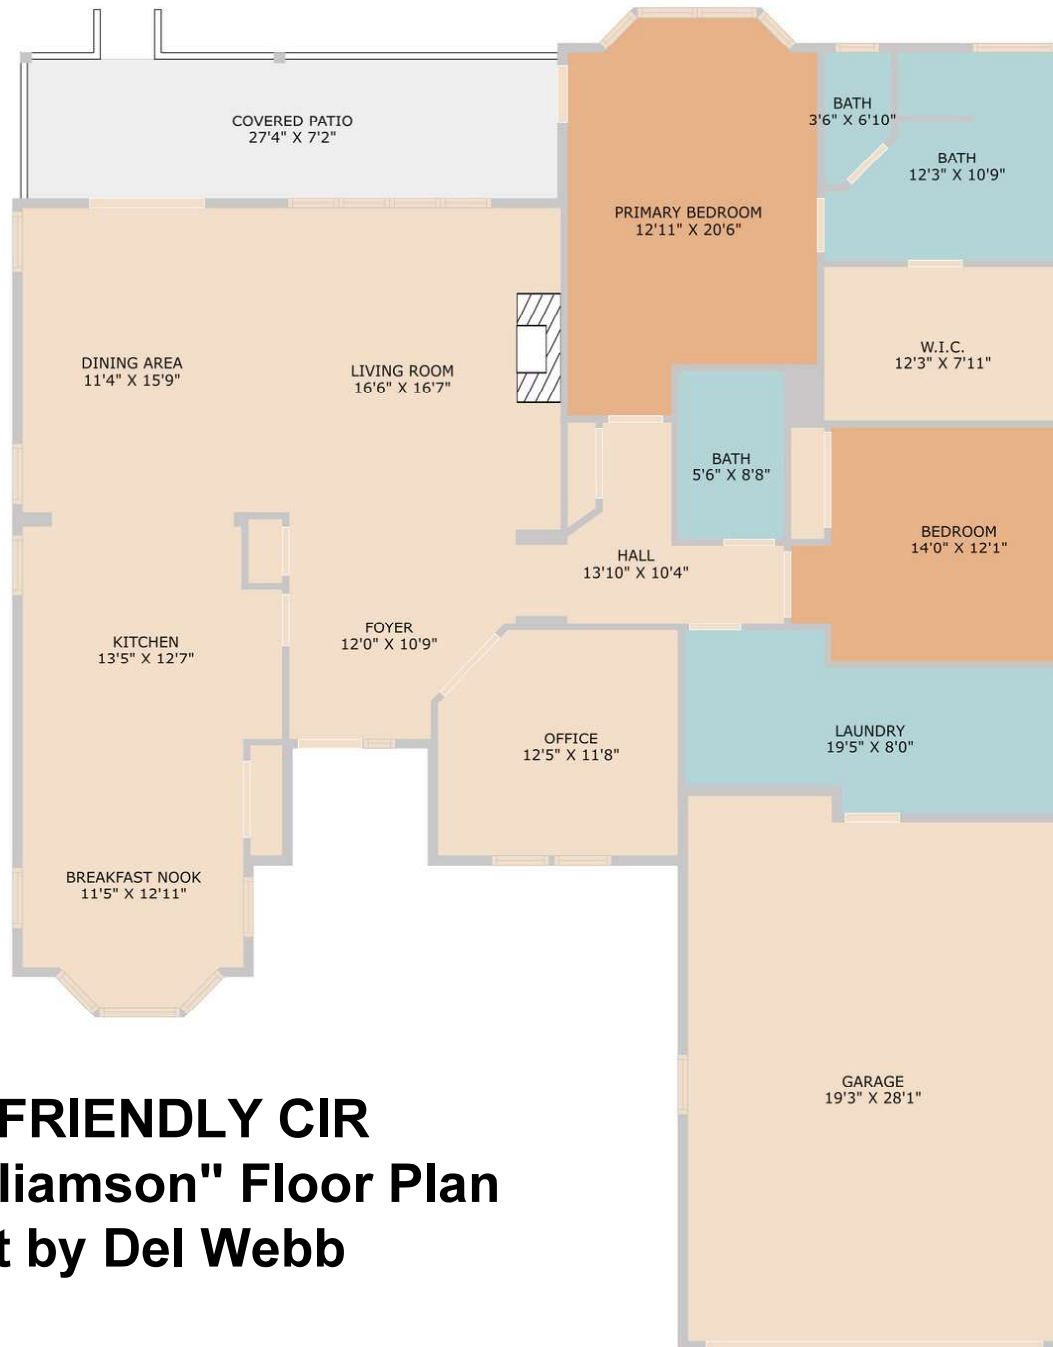 COVERED PATIO
27'4" X 7'2"
BATH
3'6" X 6'10"
BATH
12'3" X 10'9"
PRIMARY BEDROOM
12'11" X 20'6"
W.I.C.
12'3" X 7'11"
DINING AREA
11'4" X 15'9"
LIVING ROOM
16'6" X 16'7"
BATH
5'6" X 8'8"
BEDROOM
14'0" X 12'1"
HALL
13'10" X 10'4"
KITCHEN
13'5" X 12'7"
FOYER
12'0" X 10'9"
OFFICE
12'5" X 11'8"
LAUNDRY
19'5" X 8'0"
BREAKFAST NOOK
11'5" X 12'11"
GARAGE
19'3" X 28'1"
FRIENDLY CIR
liamson" Floor Plan
t by Del Webb